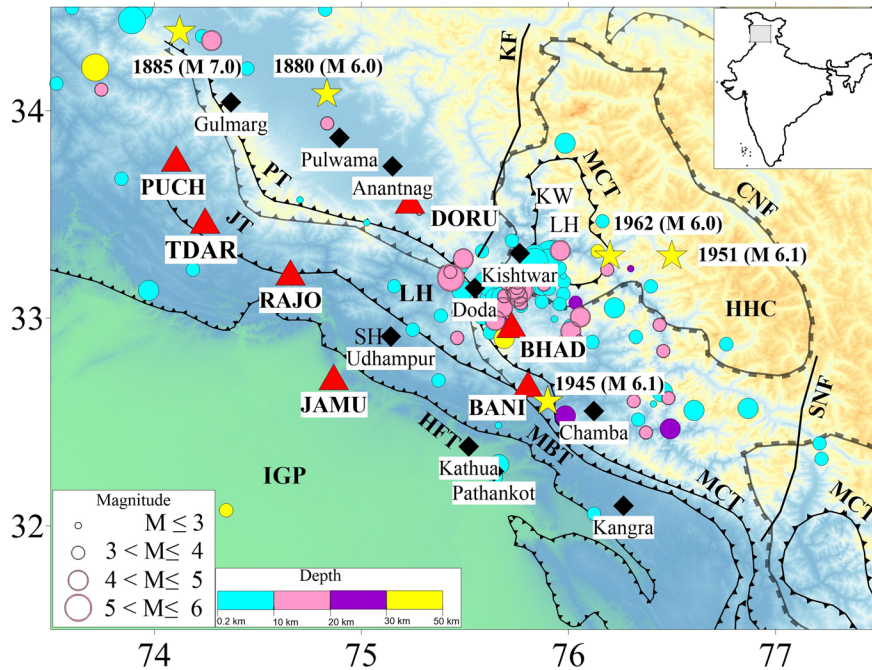 1885 (M 7.0)
1880 (M 6.0)
KF
34
Gulmarg
Pulwama
PUCH
PT
Anantnag
MCT
CNF
JT
DORU
KW
LH
1962 (M 6.0)
TDAR
1951 (M 6.1)
Kishtwar
RAJO
LH
Doda
HHC
33
SH
Udhampur
BHAD
JAMU
BANI
1945 (M 6.1)
SNF
HFT
MBT
Chamba
IGP
Kathua
Pathankot
MCT
MCT
Kangra
32
Magnitude
M ≤ 3
3 < M≤ 4
4 < M≤ 5
5 < M≤ 6
Depth
0.2 km
10 km
20 km
30 km
50 km
74
75
76
77